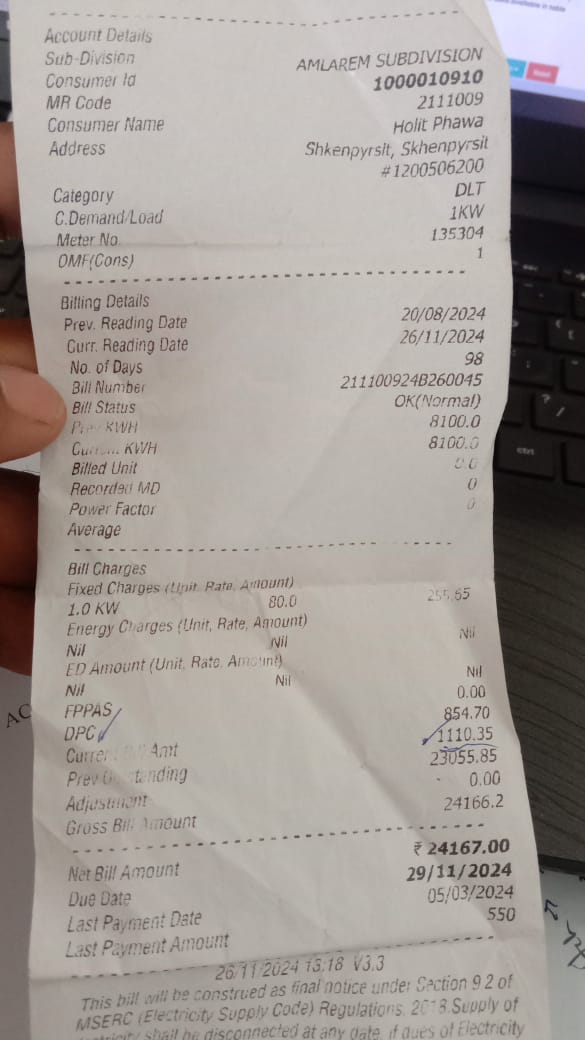 Account Details
Sub-Division AMLAREM SUBDIVISION
Consumer Id 1000010910
MR Code 2111009
Consumer Name Holit Phawa
Address Shkenpyrsit, Skhenpyrsit
#1200506200
Category DLT
C.Demand/Load 1KW
Meter No 135304
OMF(Cons) 1
Billing Details
Prev. Reading Date 20/08/2024
Curr. Reading Date 26/11/2024
No. of Days 98
Bill Number 211100924B260045
Bill Status OK(Normal)
Prev KWH 8100.0
Current KWH 8100.0
Billed Unit 0.0
Recorded MD 0
Power Factor 0
Average
Bill Charges
Fixed Charges (Unit, Rate, Amount)
1.0 KW 80.0 255.65
Energy Charges (Unit, Rate, Amount)
Nil Nil Nil
ED Amount (Unit, Rate, Amount)
Nil Nil Nil
FPPAS 0.00
DPC 854.70
Current Bill Amt 1110.35
Prev Outstanding 23055.85
Adjustment 0.00
Gross Bill Amount 24166.2
Net Bill Amount ₹ 24167.00
Due Date 29/11/2024
Last Payment Date 05/03/2024
Last Payment Amount 550
26/11/2024 13:18 V3.3
This bill will be construed as final notice under Section 9.2 of
MSERC (Electricity Supply Code) Regulations, 2018.Supply of
shall be disconnected at any date, if dues of Electricity
ctrl
Reset
AC